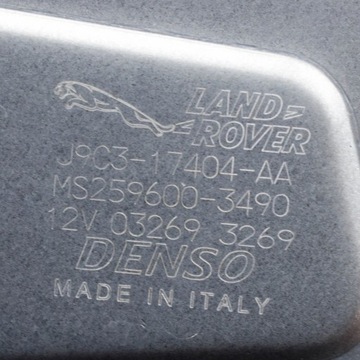 LAND
ROVER
J9C3-17404-AA
MS259600-3490
12V 03269 3269
DENSO
MADE IN ITALY